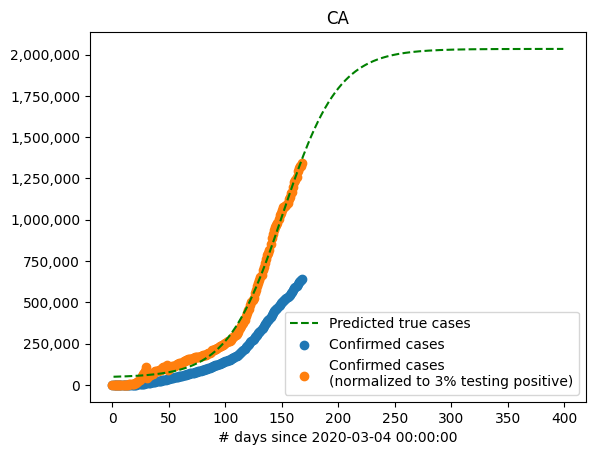 CA
2,000,000
1,750,000
1,500,000
1,250,000
1,000,000
750,000
500,000
250,000
0
Predicted true cases
Confirmed cases
Confirmed cases
(normalized to 3% testing positive)
0 50 100 150 200 250 300 350 400
# days since 2020-03-04 00:00:00